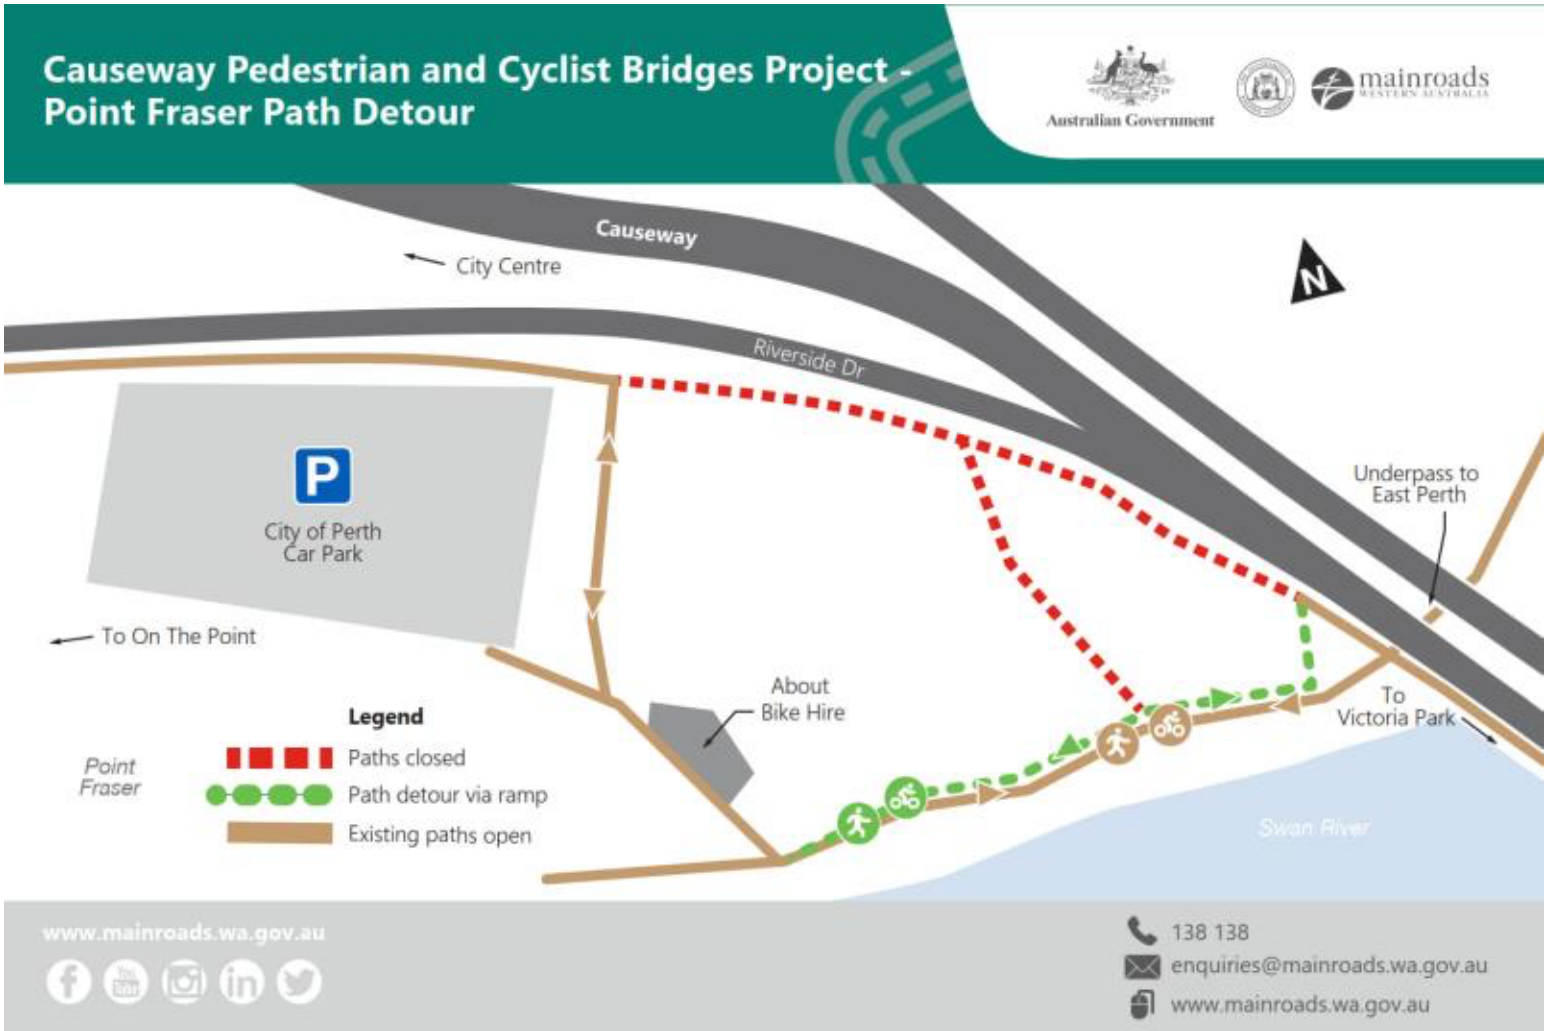 Causeway Pedestrian and Cyclist Bridges Project -
Point Fraser Path Detour
Australian Government
mainroads
WESTERN AUSTRALIA
Causeway
City Centre
N
Riverside Dr
Underpass to
East Perth
P
City of Perth
Car Park
To On The Point
About
Bike Hire
To
Victoria Park
Legend
Paths closed
Path detour via ramp
Existing paths open
Point
Fraser
Swan River
www.mainroads.wa.gov.au
138 138
enquiries@mainroads.wa.gov.au
www.mainroads.wa.gov.au